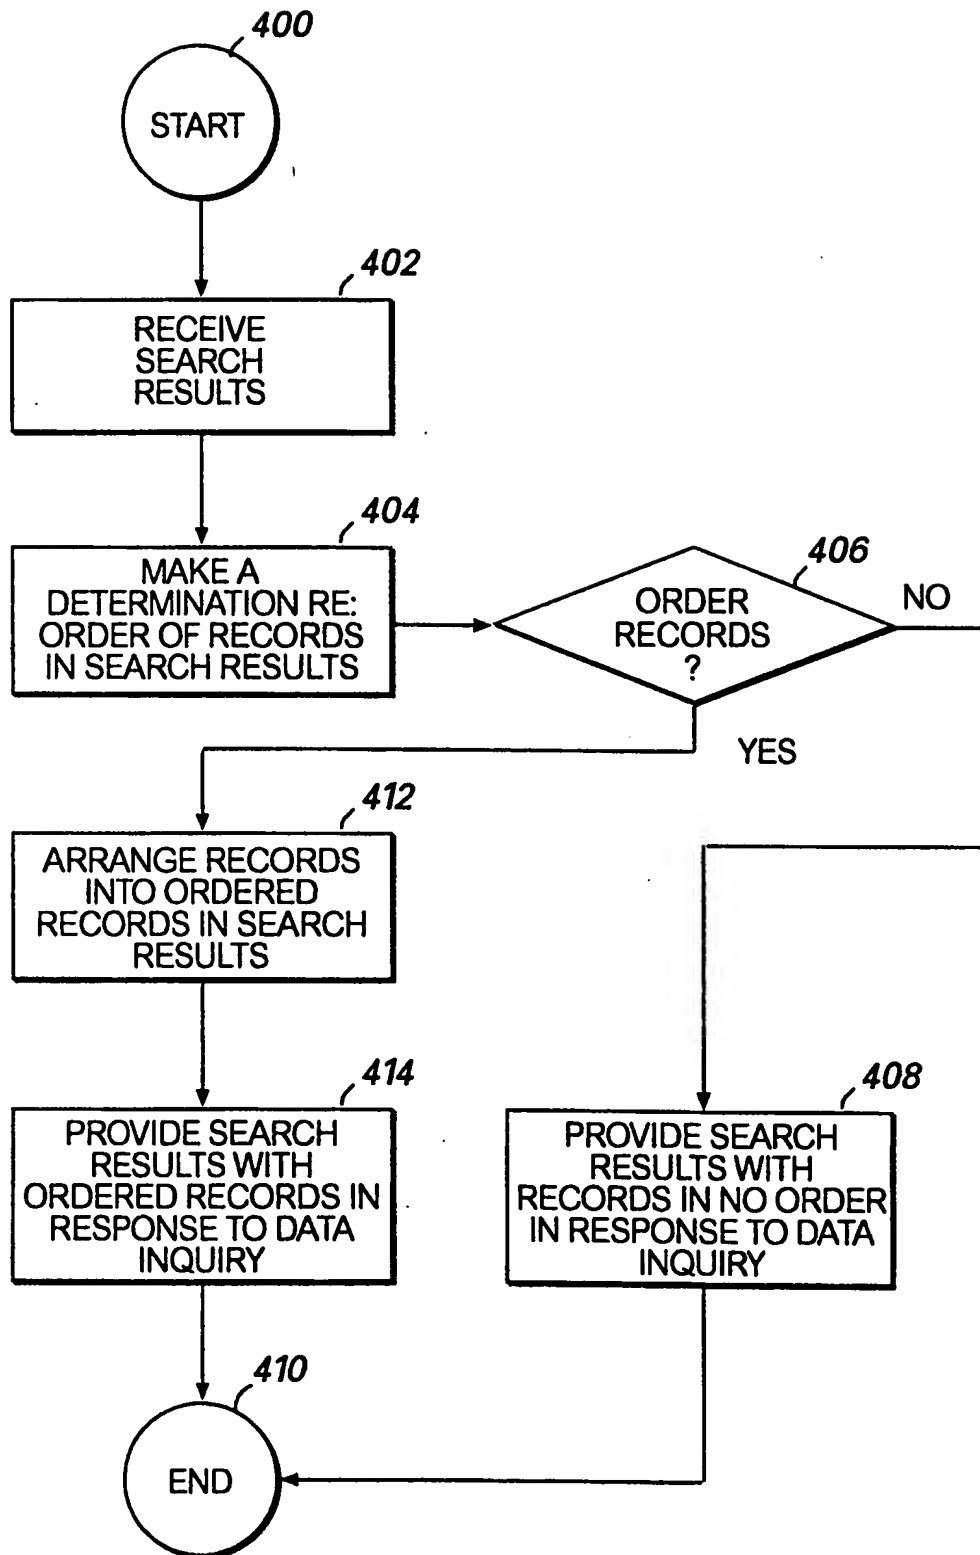 400
START
402
RECEIVE
SEARCH
RESULTS
404
MAKE A
DETERMINATION RE:
ORDER OF RECORDS
IN SEARCH RESULTS
406
ORDER
RECORDS
?
NO
YES
412
ARRANGE RECORDS
INTO ORDERED
RECORDS IN SEARCH
RESULTS
414
PROVIDE SEARCH
RESULTS WITH
ORDERED RECORDS IN
RESPONSE TO DATA
INQUIRY
408
PROVIDE SEARCH
RESULTS WITH
RECORDS IN NO ORDER
IN RESPONSE TO DATA
INQUIRY
410
END